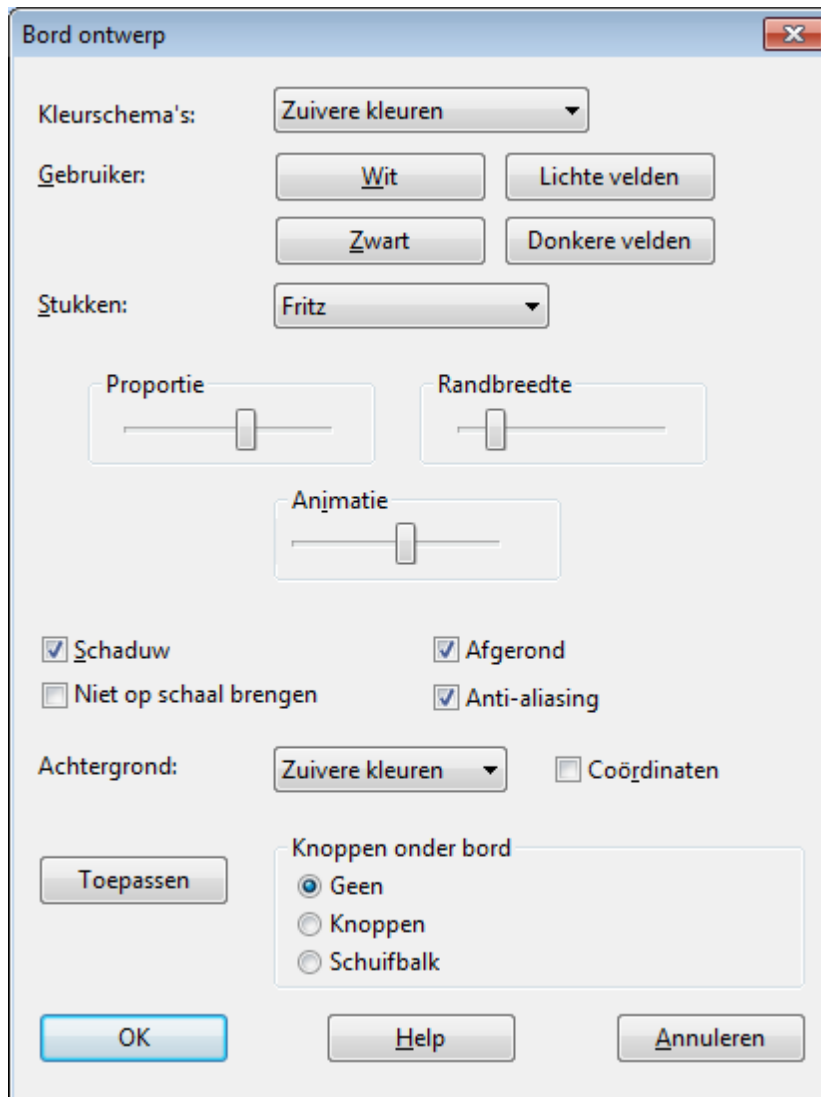 Bord ontwerp
Kleurschema's: Zuivere kleuren
Gebruiker: Wit Lichte velden
Zwart Donkere velden
Stukken: Fritz
Proportie Randbreedte
Animatie
Schaduw Afgerond
Niet op schaal brengen Anti-aliasing
Achtergrond: Zuivere kleuren Coördinaten
Knoppen onder bord
Toepassen Geen
Knoppen
Schuifbalk
OK Help Annuleren